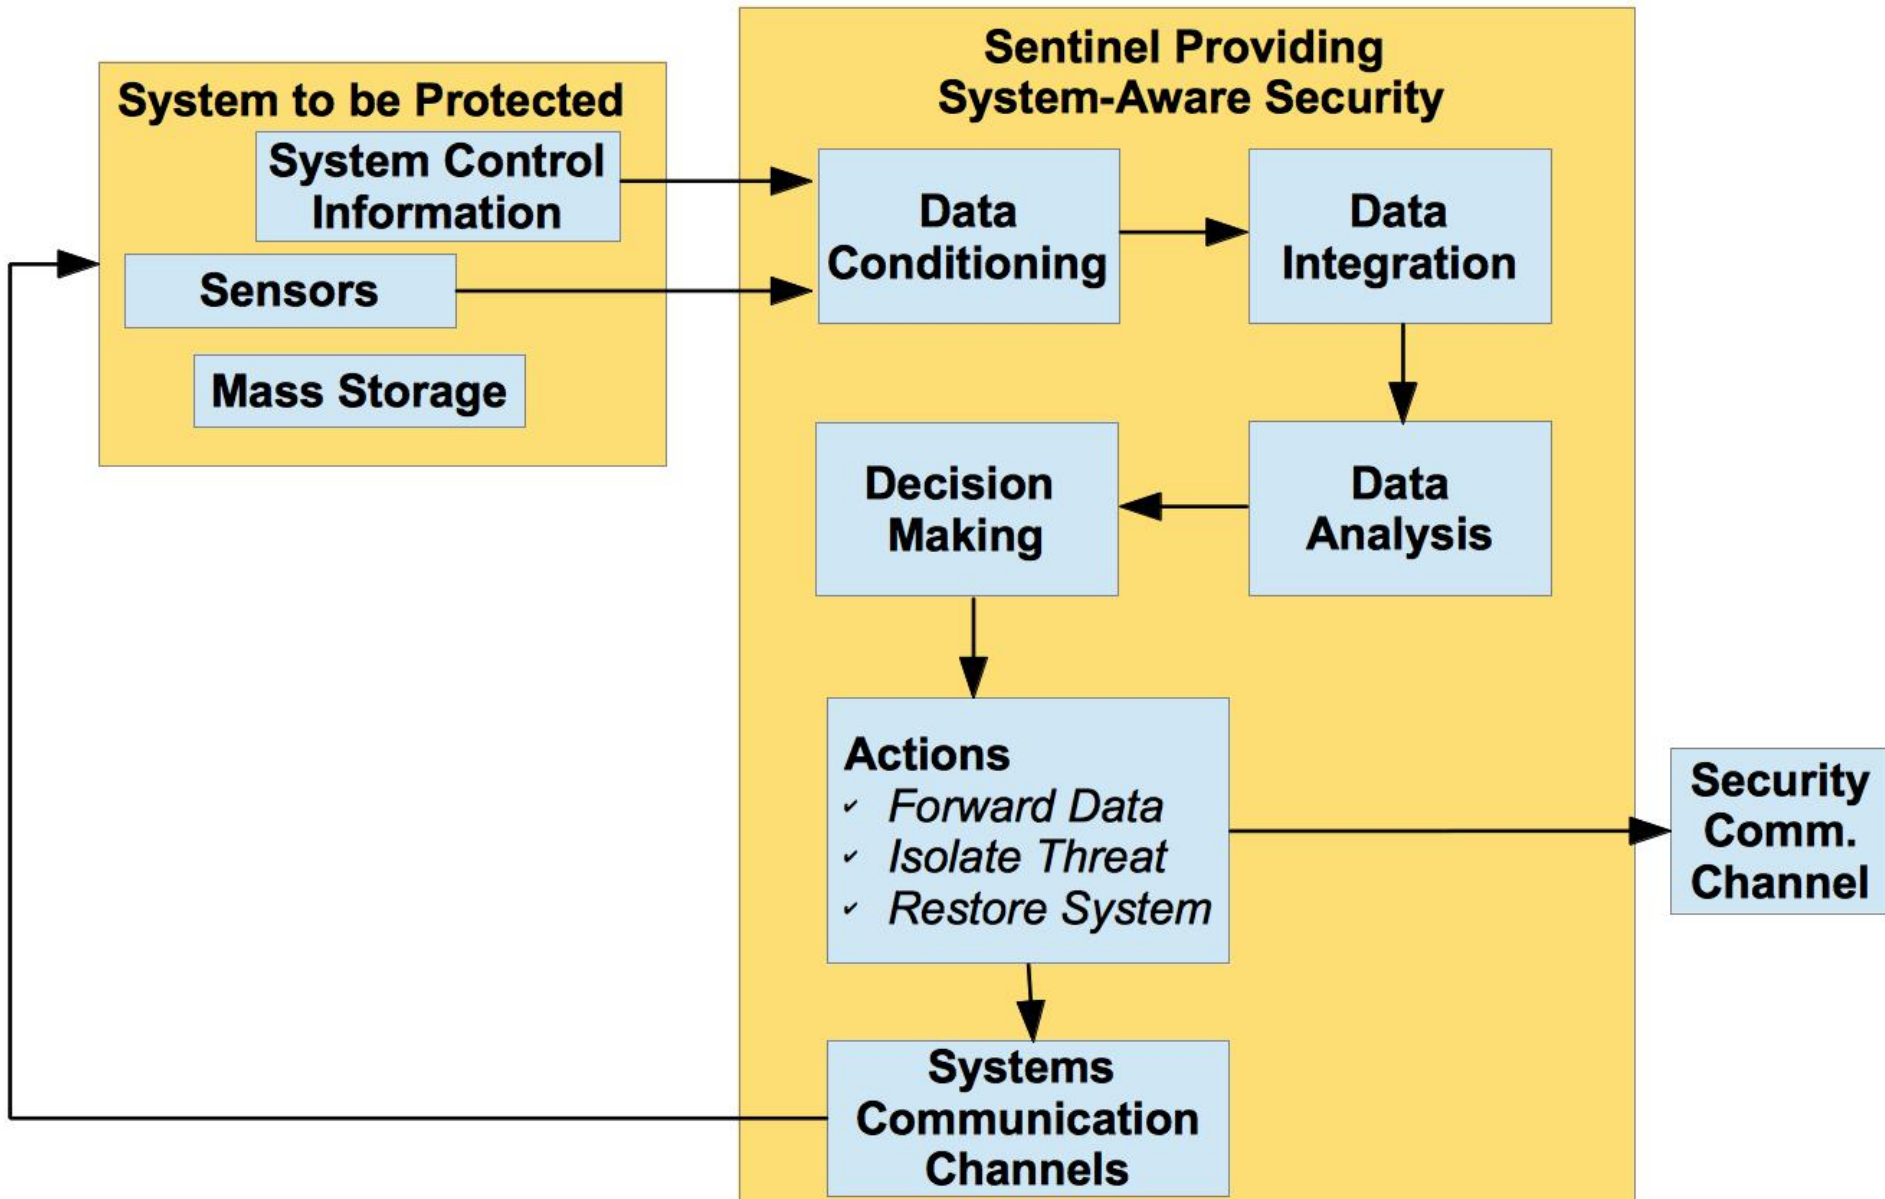 System to be Protected
System Control
Information
Sensors
Mass Storage
Sentinel Providing
System-Aware Security
Data
Conditioning
Data
Integration
Decision
Making
Data
Analysis
Actions
✓ Forward Data
✓ Isolate Threat
✓ Restore System
Security
Comm.
Channel
Systems
Communication
Channels